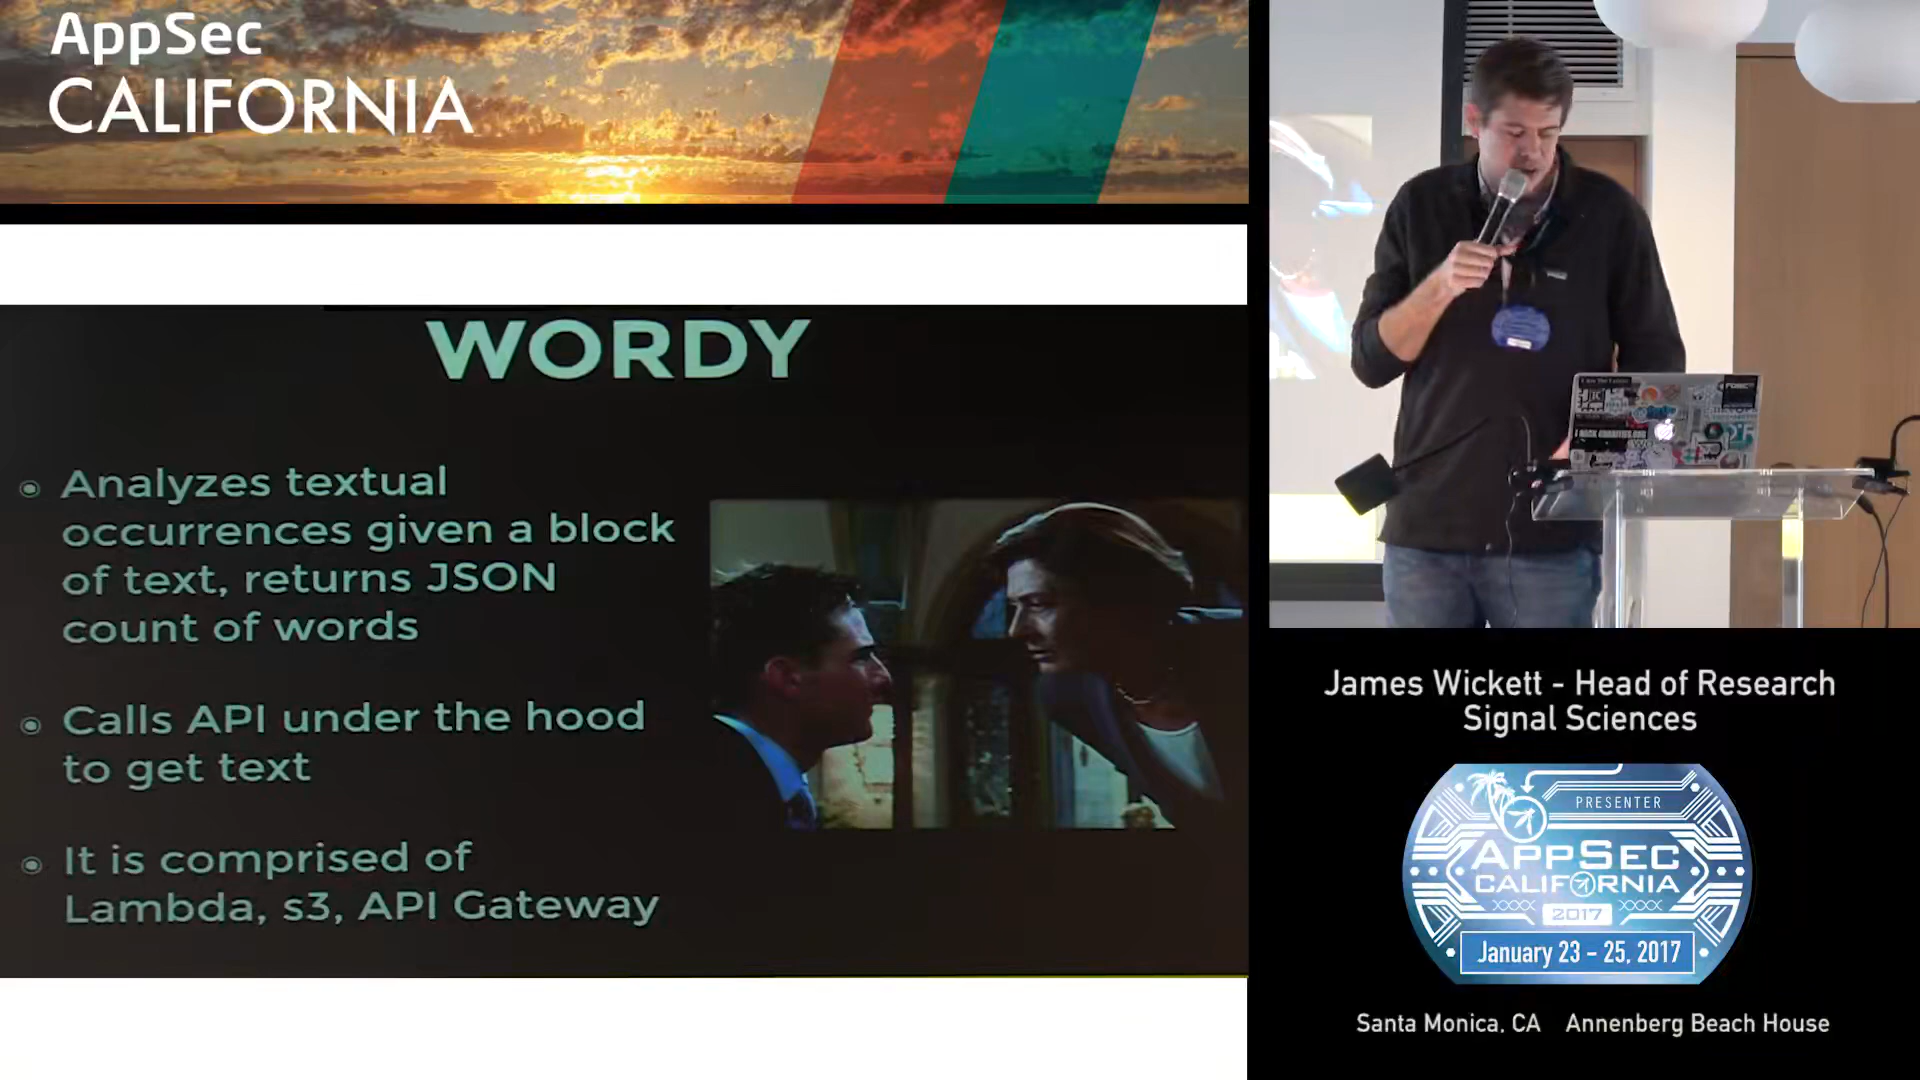 AppSec
CALIFORNIA
WORDY
Analyzes textual
occurrences given a block
of text, returns JSON
count of words
Calls API under the hood
to get text
It is comprised of
Lambda, s3, API Gateway
James Wickett - Head of Research
Signal Sciences
PRESENTER
APPSEC
CALIFORNIA
2017
January 23 - 25, 2017
Santa Monica, CA Annenberg Beach House